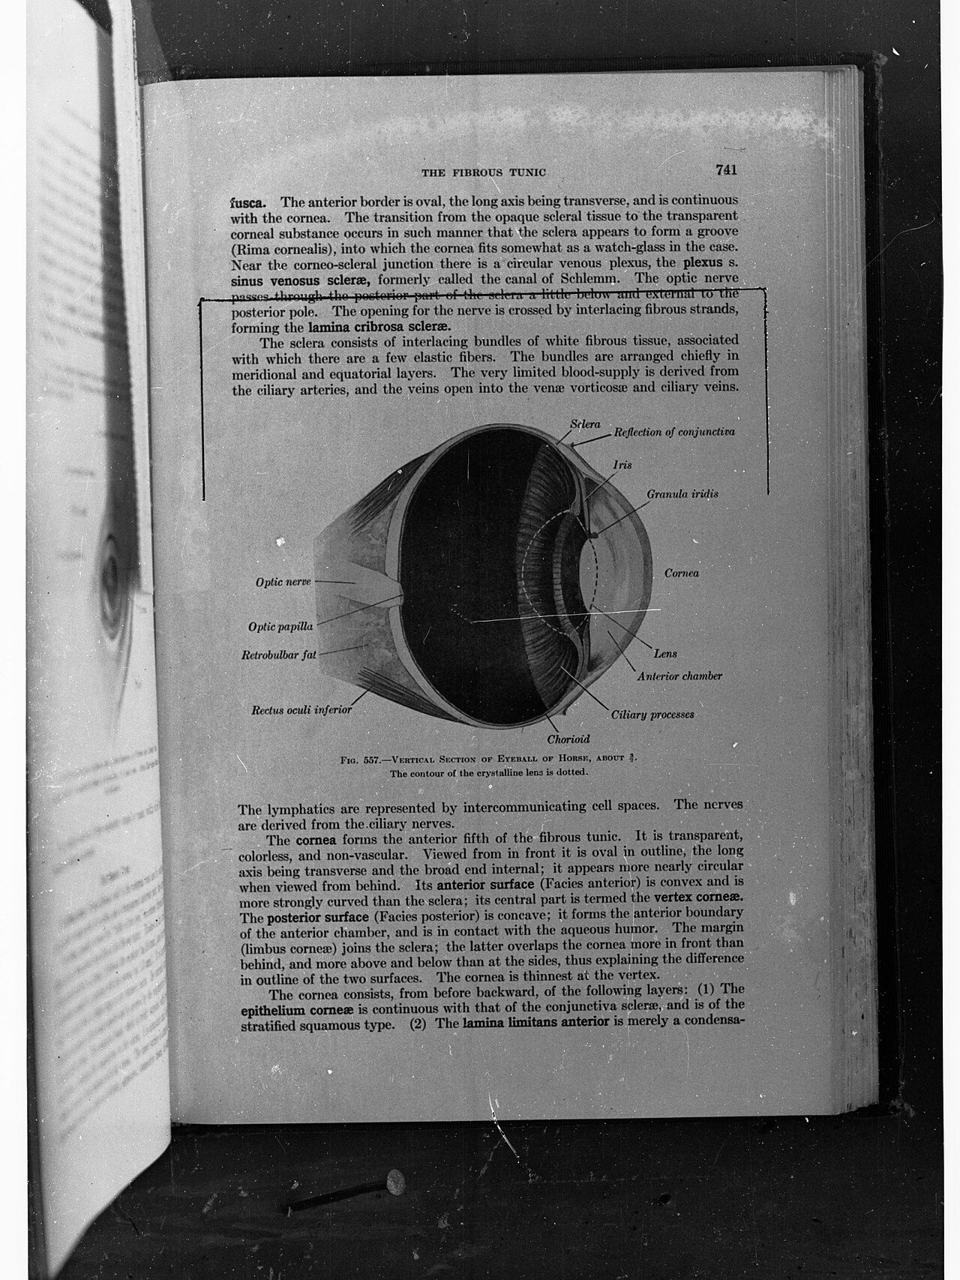 THE FIBROUS TUNIC 741
fusca. The anterior border is oval, the long axis being transverse, and is continuous
with the cornea. The transition from the opaque scleral tissue to the transparent
corneal substance occurs in such manner that the sclera appears to form a groove
(Rima cornealis), into which the cornea fits somewhat as a watch-glass in the case.
Near the corneo-scleral junction there is a circular venous plexus, the plexus s.
sinus venosus scleræ, formerly called the canal of Schlemm. The optic nerve
passes through the posterior part of the sclera a little below and external to the
posterior pole. The opening for the nerve is crossed by interlacing fibrous strands,
forming the lamina cribrosa scleræ.
The sclera consists of interlacing bundles of white fibrous tissue, associated
with which there are a few elastic fibers. The bundles are arranged chiefly in
meridional and equatorial layers. The very limited blood-supply is derived from
the ciliary arteries, and the veins open into the venæ vorticosæ and ciliary veins.
Sclera
Reflection of conjunctiva
Iris
Granula iridis
Cornea
Optic nerve
Optic papilla
Retrobulbar fat
Lens
Anterior chamber
Rectus oculi inferior
Ciliary processes
Chorioid
Fig. 557.—Vertical Section of Eyeball of Horse, about
The contour of the crystalline lens is dotted.
The lymphatics are represented by intercommunicating cell spaces. The nerves
are derived from the ciliary nerves.
The cornea forms the anterior fifth of the fibrous tunic. It is transparent,
colorless, and non-vascular. Viewed from in front it is oval in outline, the long
axis being transverse and the broad end internal; it appears more nearly circular
when viewed from behind. Its anterior surface (Facies anterior) is convex and is
more strongly curved than the sclera; its central part is termed the vertex corneæ.
The posterior surface (Facies posterior) is concave; it forms the anterior boundary
of the anterior chamber, and is in contact with the aqueous humor. The margin
(limbus corneæ) joins the sclera; the latter overlaps the cornea more in front than
behind, and more above and below than at the sides, thus explaining the difference
in outline of the two surfaces. The cornea is thinnest at the vertex.
The cornea consists, from before backward, of the following layers: (1) The
epithelium corneæ is continuous with that of the conjunctiva scleræ, and is of the
stratified squamous type. (2) The lamina limitans anterior is merely a condensa-